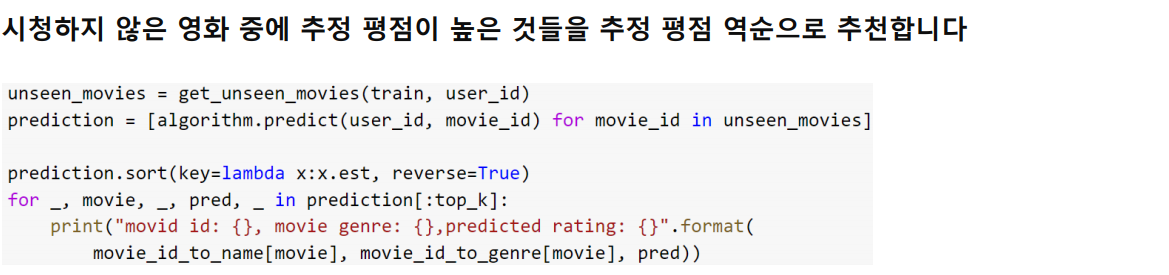 시청하지 않은 영화 중에 추정 평점이 높은 것들을 추정 평점 역순으로 추천합니다
unseen_movies = get_unseen_movies(train, user_id)
prediction = [algorithm.predict(user_id, movie_id) for movie_id in unseen_movies]
prediction.sort(key=lambda x:x.est, reverse=True)
for _, movie, _, pred, _ in prediction[:top_k]:
    print("movid id: {}, movie genre: {},predicted rating: {}".format(
        movie_id_to_name[movie], movie_id_to_genre[movie], pred))